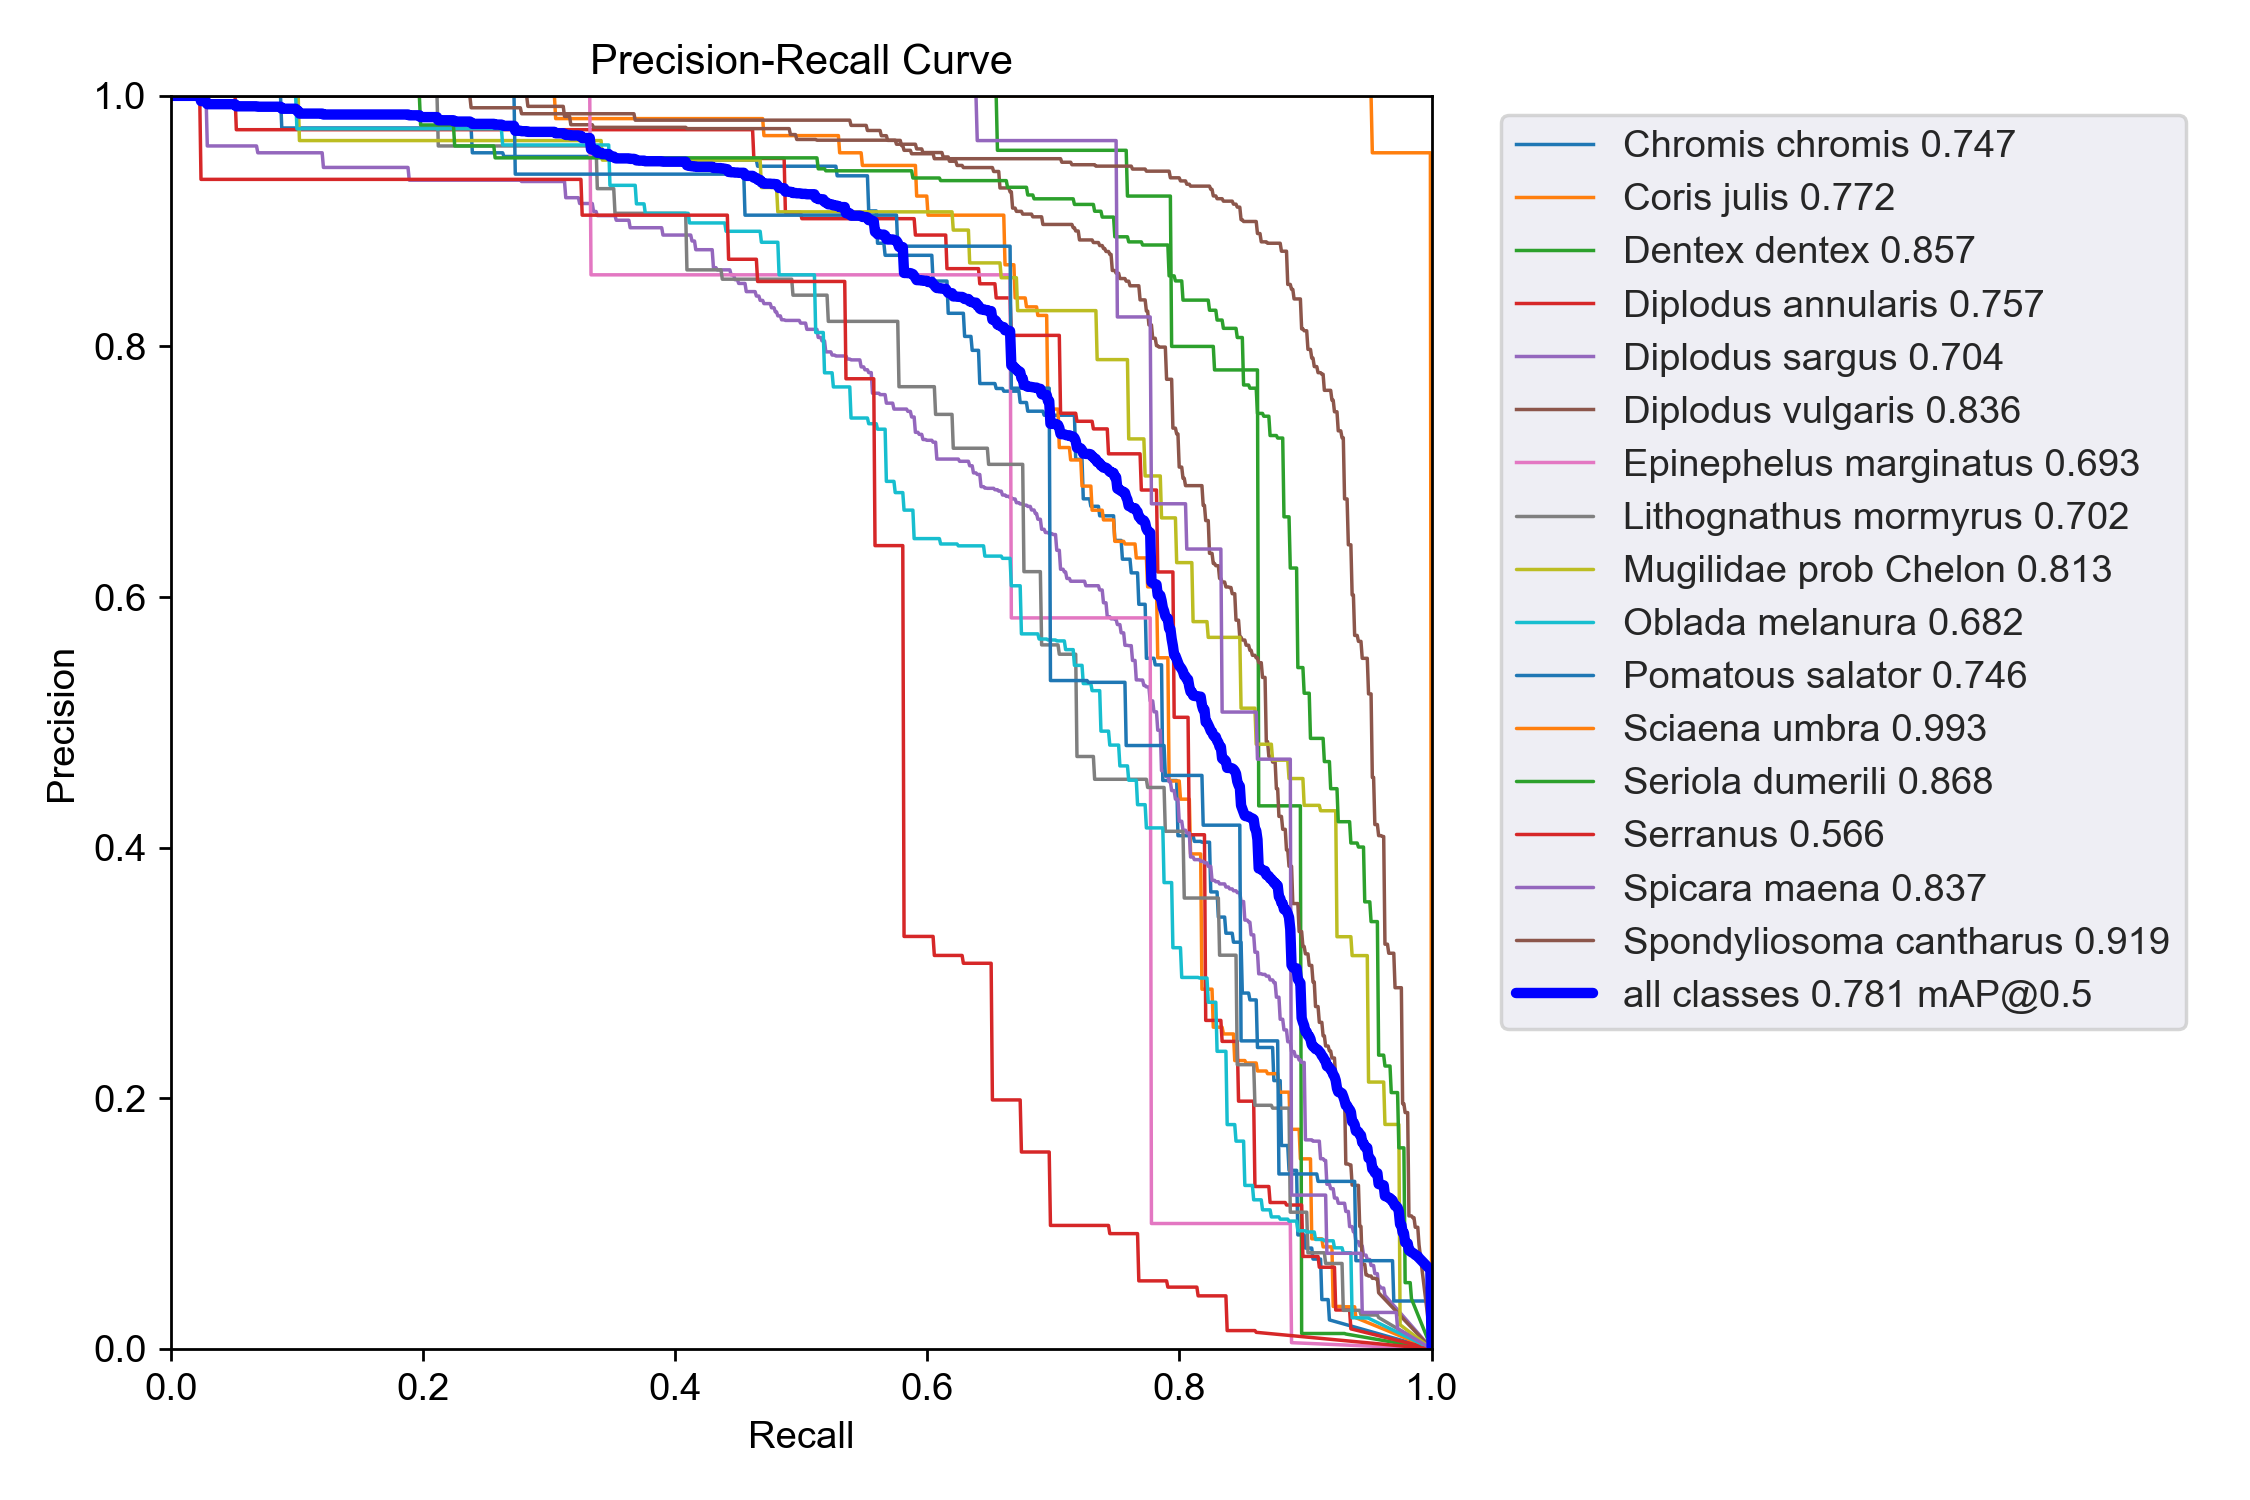 Precision-Recall Curve
1.0
0.8
0.6
0.4
0.2
0.0
Precision
0.0 0.2 0.4 0.6 0.8 1.0
Recall
Chromis chromis 0.747
Coris julis 0.772
Dentex dentex 0.857
Diplodus annularis 0.757
Diplodus sargus 0.704
Diplodus vulgaris 0.836
Epinephelus marginatus 0.693
Lithognathus mormyrus 0.702
Mugilidae prob Chelon 0.813
Oblada melanura 0.682
Pomatous salator 0.746
Sciaena umbra 0.993
Seriola dumerili 0.868
Serranus 0.566
Spicara maena 0.837
Spondyliosoma cantharus 0.919
all classes 0.781 mAP@0.5